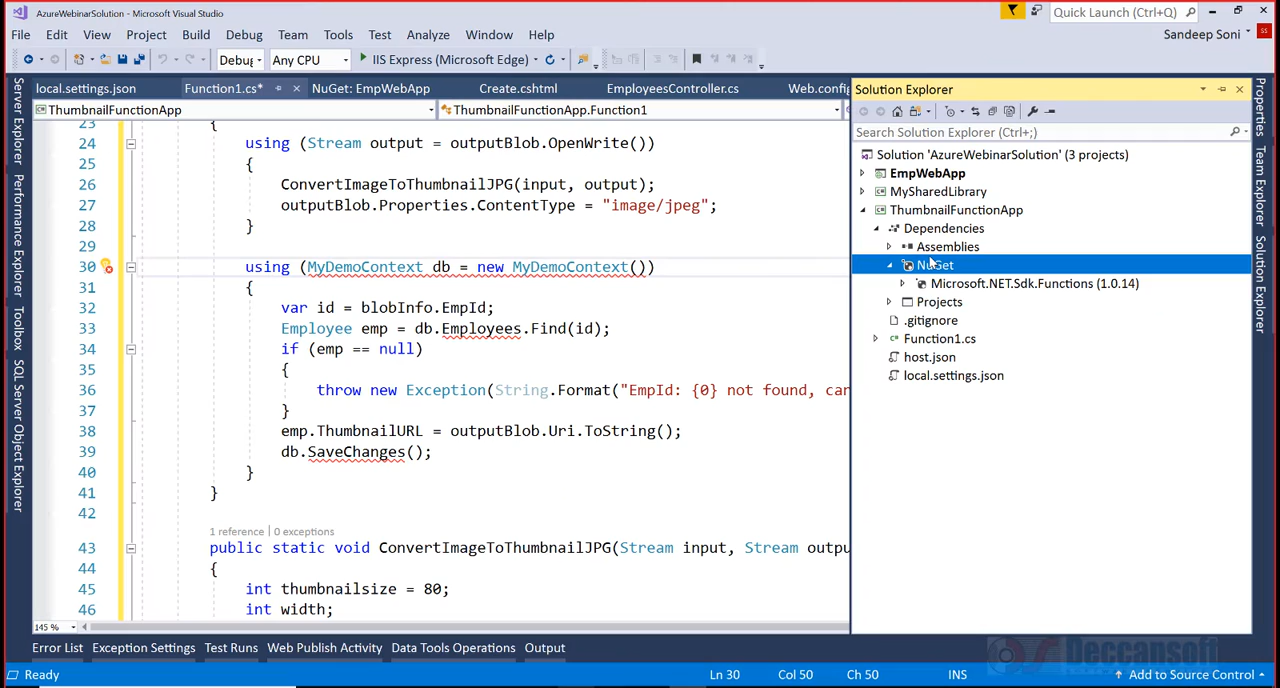 AzureWebinarSolution - Microsoft Visual Studio
Quick Launch (Ctrl+Q)
File Edit View Project Build Debug Team Tools Test Analyze Window Help
Sandeep Soni
SS
Debug Any CPU IIS Express (Microsoft Edge)
local.settings.json Function1.cs* NuGet: EmpWebApp Create.cshtml EmployeesController.cs Web.config
ThumbnailFunctionApp ThumbnailFunctionApp.Function1
23 {
24 using (Stream output = outputBlob.OpenWrite())
25 {
26 ConvertImageToThumbnailJPG(input, output);
27 outputBlob.Properties.ContentType = "image/jpeg";
28 }
29
30 using (MyDemoContext db = new MyDemoContext())
31 {
32 var id = blobInfo.EmpId;
33 Employee emp = db.Employees.Find(id);
34 if (emp == null)
35 {
36 throw new Exception(String.Format("EmpId: {0} not found, can
37 }
38 emp.ThumbnailURL = outputBlob.Uri.ToString();
39 db.SaveChanges();
40 }
41 }
42
1 reference | 0 exceptions
43 public static void ConvertImageToThumbnailJPG(Stream input, Stream outpu
44 {
45 int thumbnailsize = 80;
46 int width;
145 %
Solution Explorer
Search Solution Explorer (Ctrl+;)
Solution 'AzureWebinarSolution' (3 projects)
EmpWebApp
MySharedLibrary
ThumbnailFunctionApp
Dependencies
Assemblies
NuGet
Microsoft.NET.Sdk.Functions (1.0.14)
Projects
.gitignore
Function1.cs
host.json
local.settings.json
Server Explorer
Performance Explorer
Toolbox
SQL Server Object Explorer
Properties
Team Explorer
Solution Explorer
Error List Exception Settings Test Runs Web Publish Activity Data Tools Operations Output
Deccansoft
Ready Ln 30 Col 50 Ch 50 INS Add to Source Control